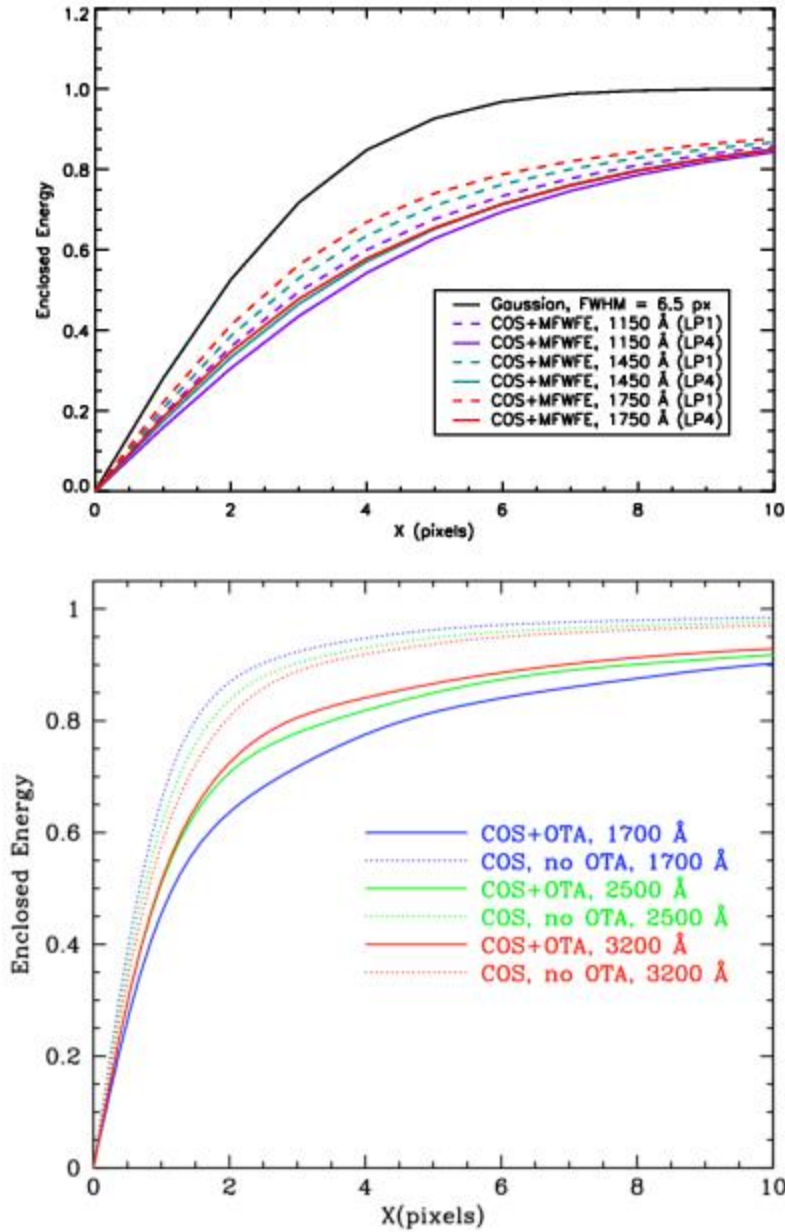 1.2
1.0
0.8
0.6
0.4
0.2
0.0
Enclosed Energy
Gaussion, FWHM = 6.5 px
COS+MFWFE, 1150 Å (LP1)
COS+MFWFE, 1150 Å (LP4)
COS+MFWFE, 1450 Å (LP1)
COS+MFWFE, 1450 Å (LP4)
COS+MFWFE, 1750 Å (LP1)
COS+MFWFE, 1750 Å (LP4)
0 2 4 6 8 10
X (pixels)
1
0.8
0.6
0.4
0.2
0
Enclosed Energy
COS+OTA, 1700 Å
COS, no OTA, 1700 Å
COS+OTA, 2500 Å
COS, no OTA, 2500 Å
COS+OTA, 3200 Å
COS, no OTA, 3200 Å
0 2 4 6 8 10
X(pixels)